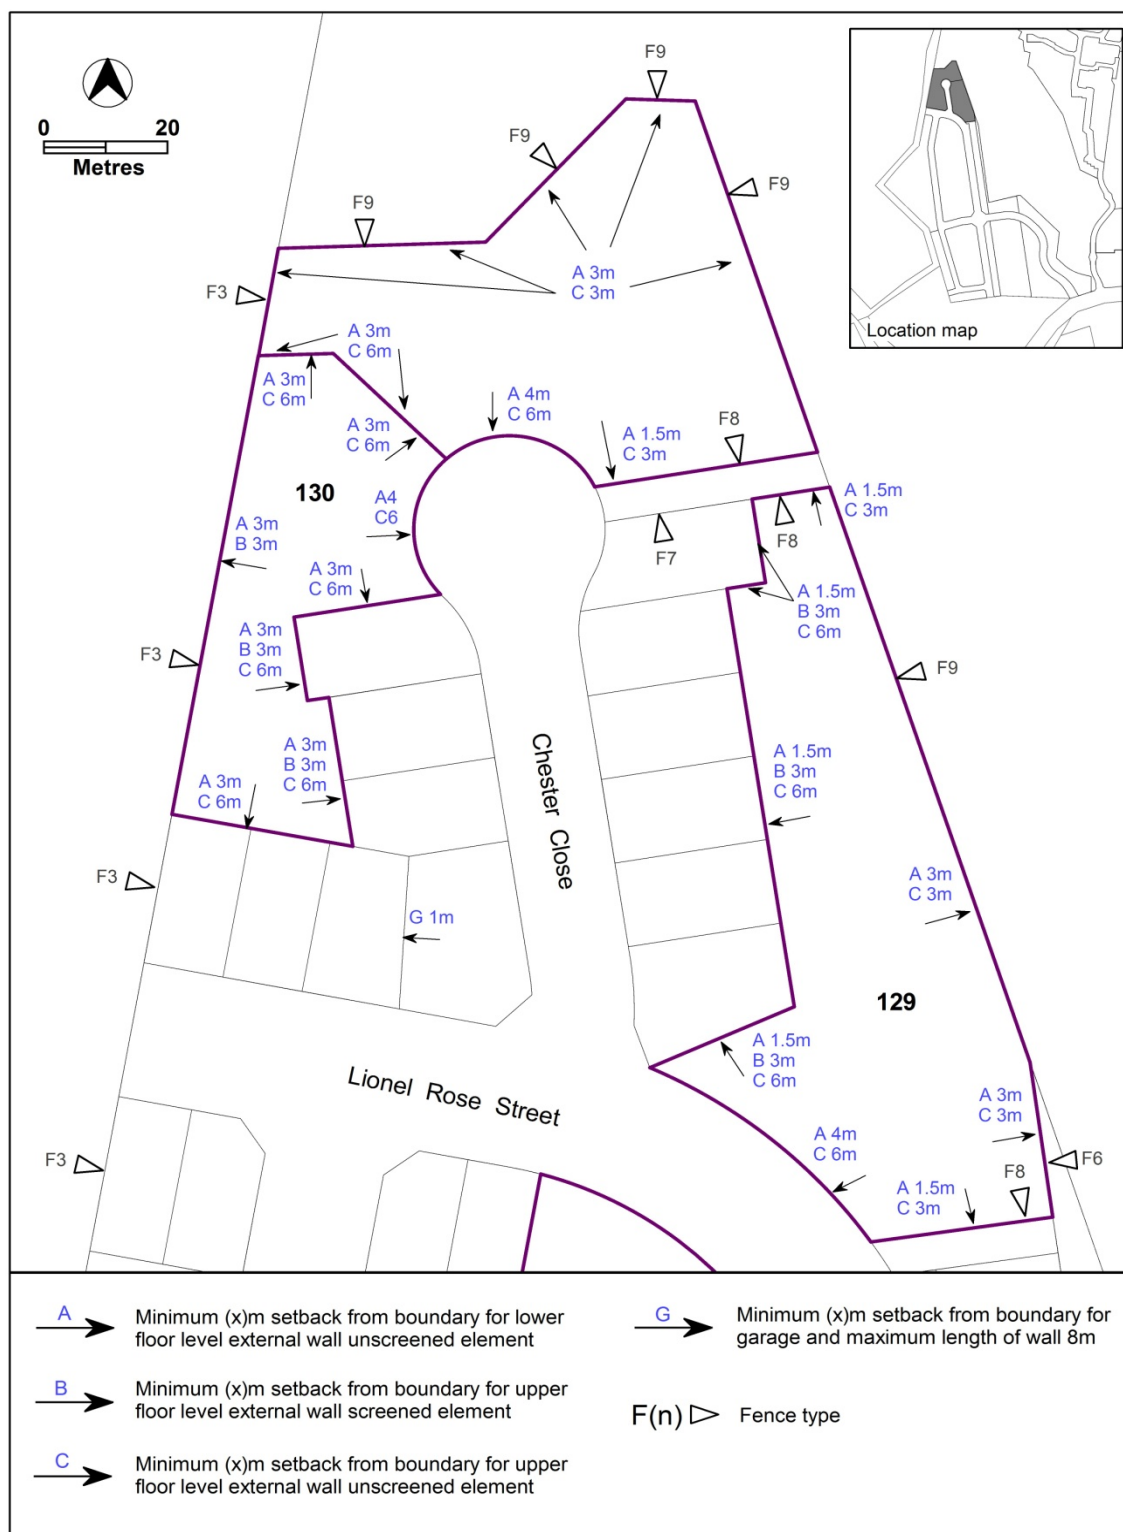 F9
0 20
Metres
F9
F9
F9
F3
A 3m
C 3m
Location map
A 3m
C 6m
A 3m
C 6m
A 3m
C 6m
A 4m
C 6m
A 1.5m
C 3m
F8
130
A4
C6
A 1.5m
C 3m
F8
F7
A 3m
B 3m
A 3m
C 6m
A 1.5m
B 3m
C 6m
A 3m
B 3m
C 6m
F3
F9
A 3m
B 3m
C 6m
A 3m
C 6m
Chester Close
A 1.5m
B 3m
C 6m
F3
A 3m
C 3m
G 1m
129
A 1.5m
B 3m
C 6m
Lionel Rose Street
A 3m
C 3m
A 4m
C 6m
F3
F6
A 1.5m
C 3m
F8
A
Minimum (x)m setback from boundary for lower
floor level external wall unscreened element
B
Minimum (x)m setback from boundary for upper
floor level external wall screened element
C
Minimum (x)m setback from boundary for upper
floor level external wall unscreened element
G
Minimum (x)m setback from boundary for
garage and maximum length of wall 8m
F(n) Fence type